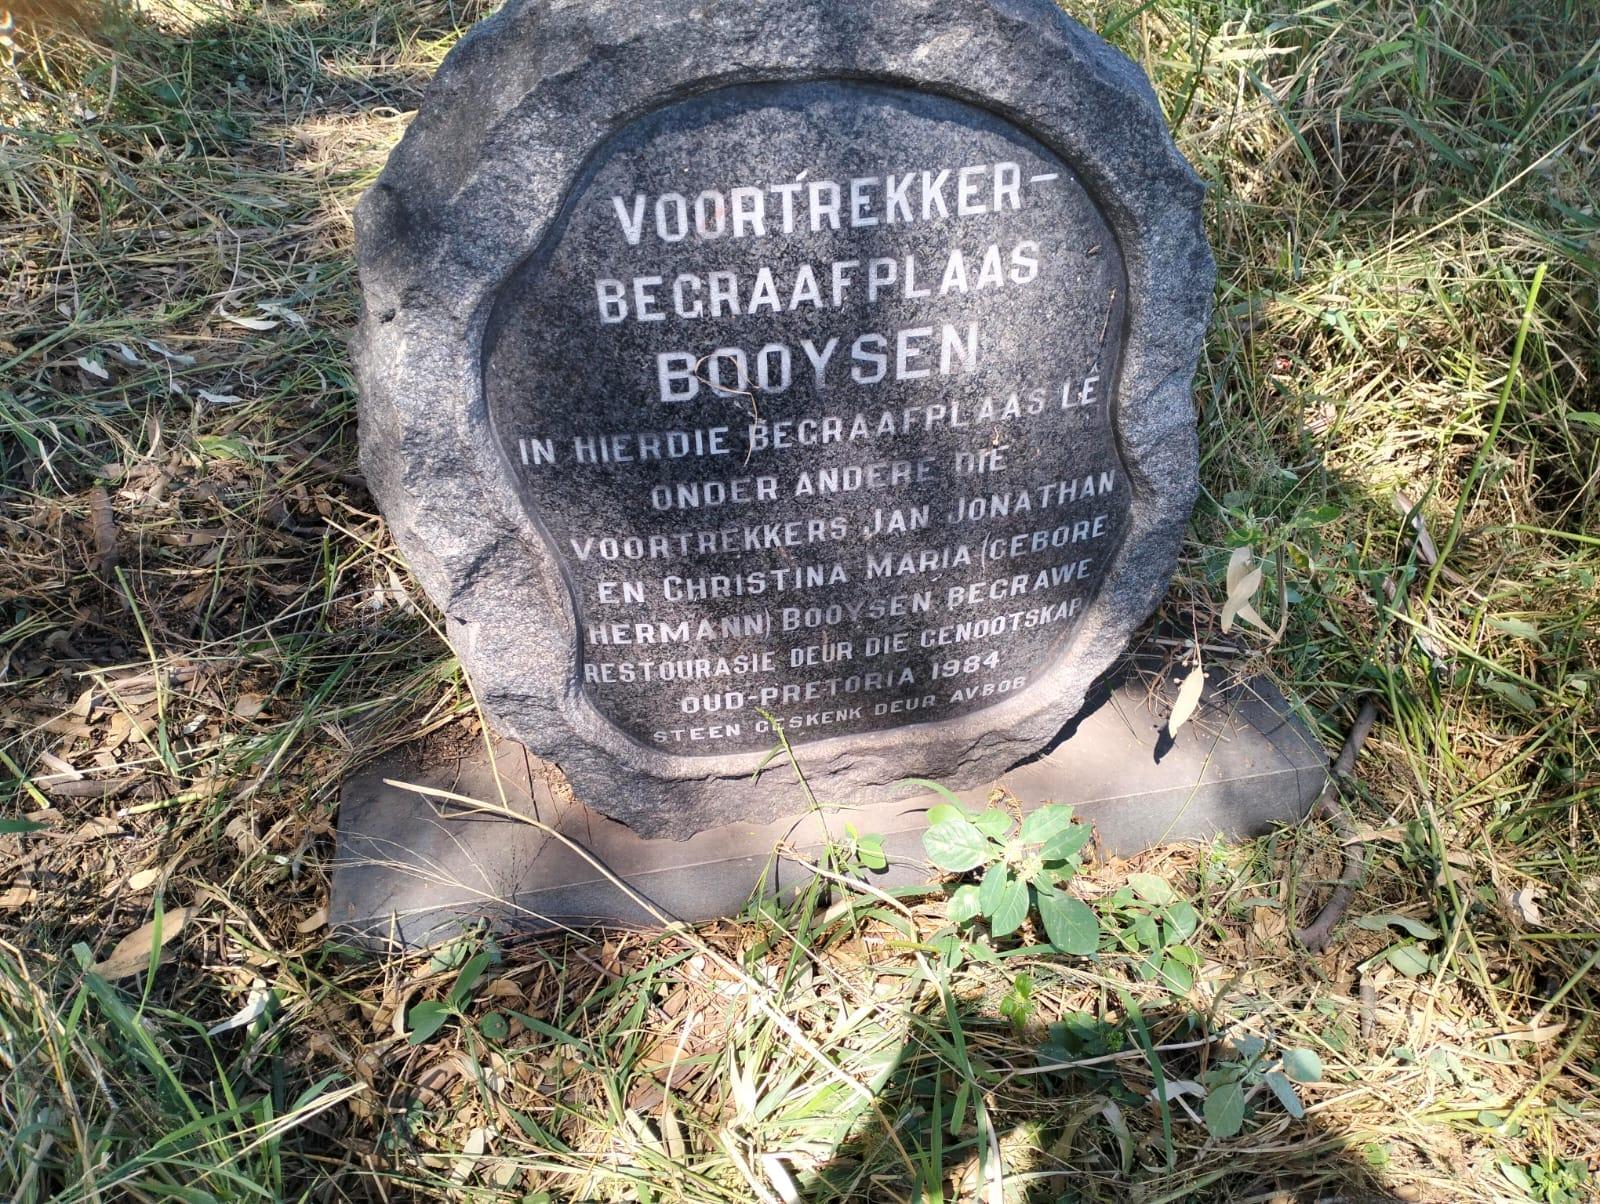 VOORTREKKER-
BEGRAAFPLAAS
BOOYSEN
IN HIERDIE BEGRAAFPLAAS LÊ
ONDER ANDERE DIE
VOORTREKKERS JAN JONATHAN
EN CHRISTINA MARIA (GEBORE
HERMANN) BOOYSEN BEGRAWE
RESTOURASIE DEUR DIE GENOOTSKAP
OUD-PRETORIA 1984
STEEN GESKENK DEUR AVBOB